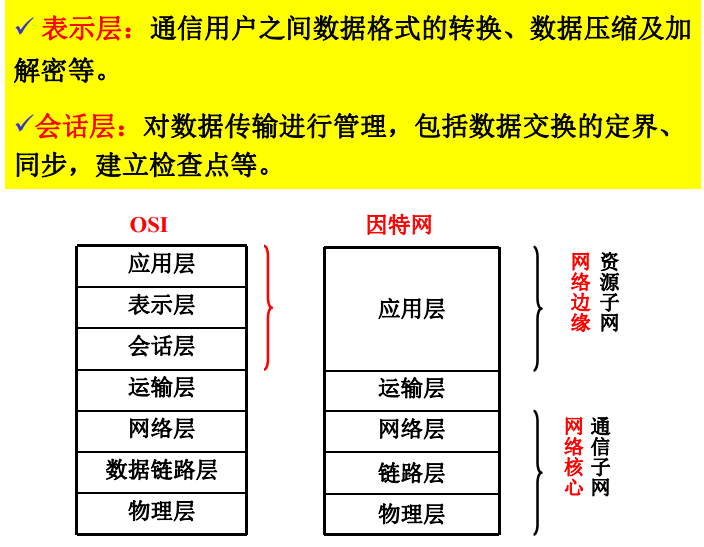 ✓ 表示层：通信用户之间数据格式的转换、数据压缩及加
解密等。
✓会话层：对数据传输进行管理，包括数据交换的定界、
同步，建立检查点等。
OSI
应用层
表示层
会话层
运输层
网络层
数据链路层
物理层
因特网
应用层
运输层
网络层
链路层
物理层
网络边缘
资源子网
网络核心
通信子网